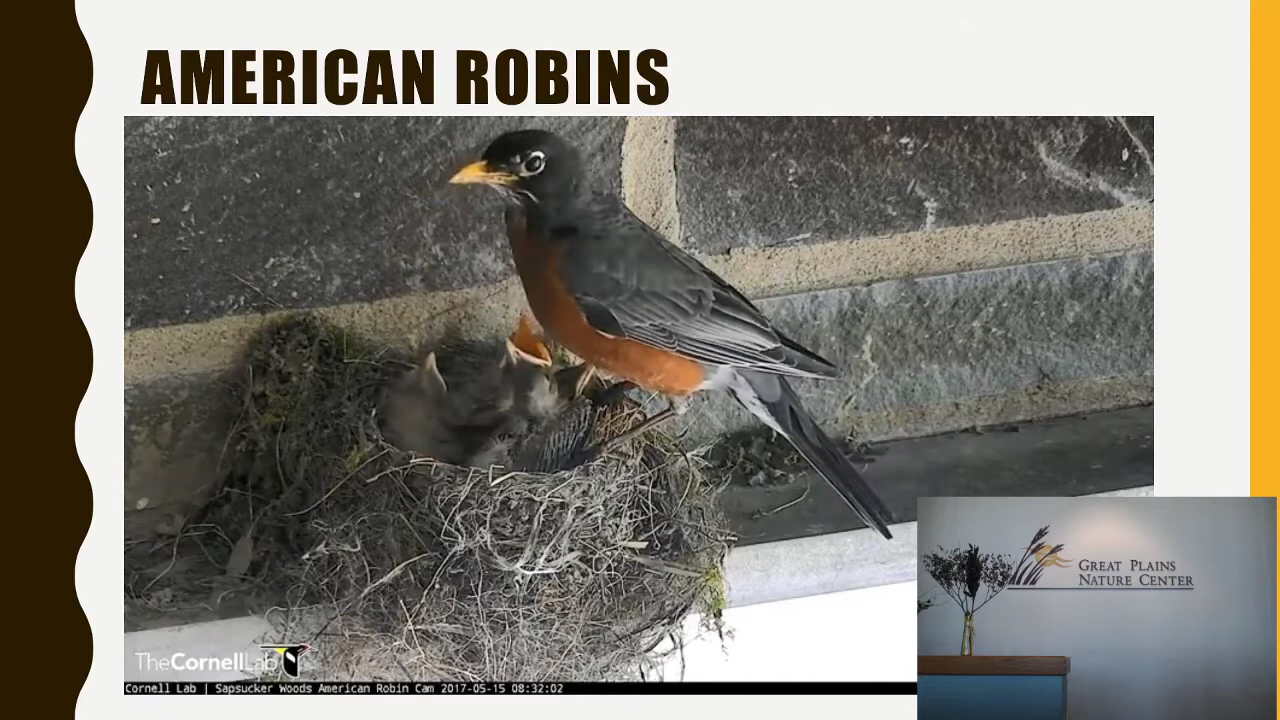 AMERICAN ROBINS
TheCornellLab
Cornell Lab | Sapsucker Woods American Robin Cam 2017-05-15 08:32:02
GREAT PLAINS
NATURE CENTER